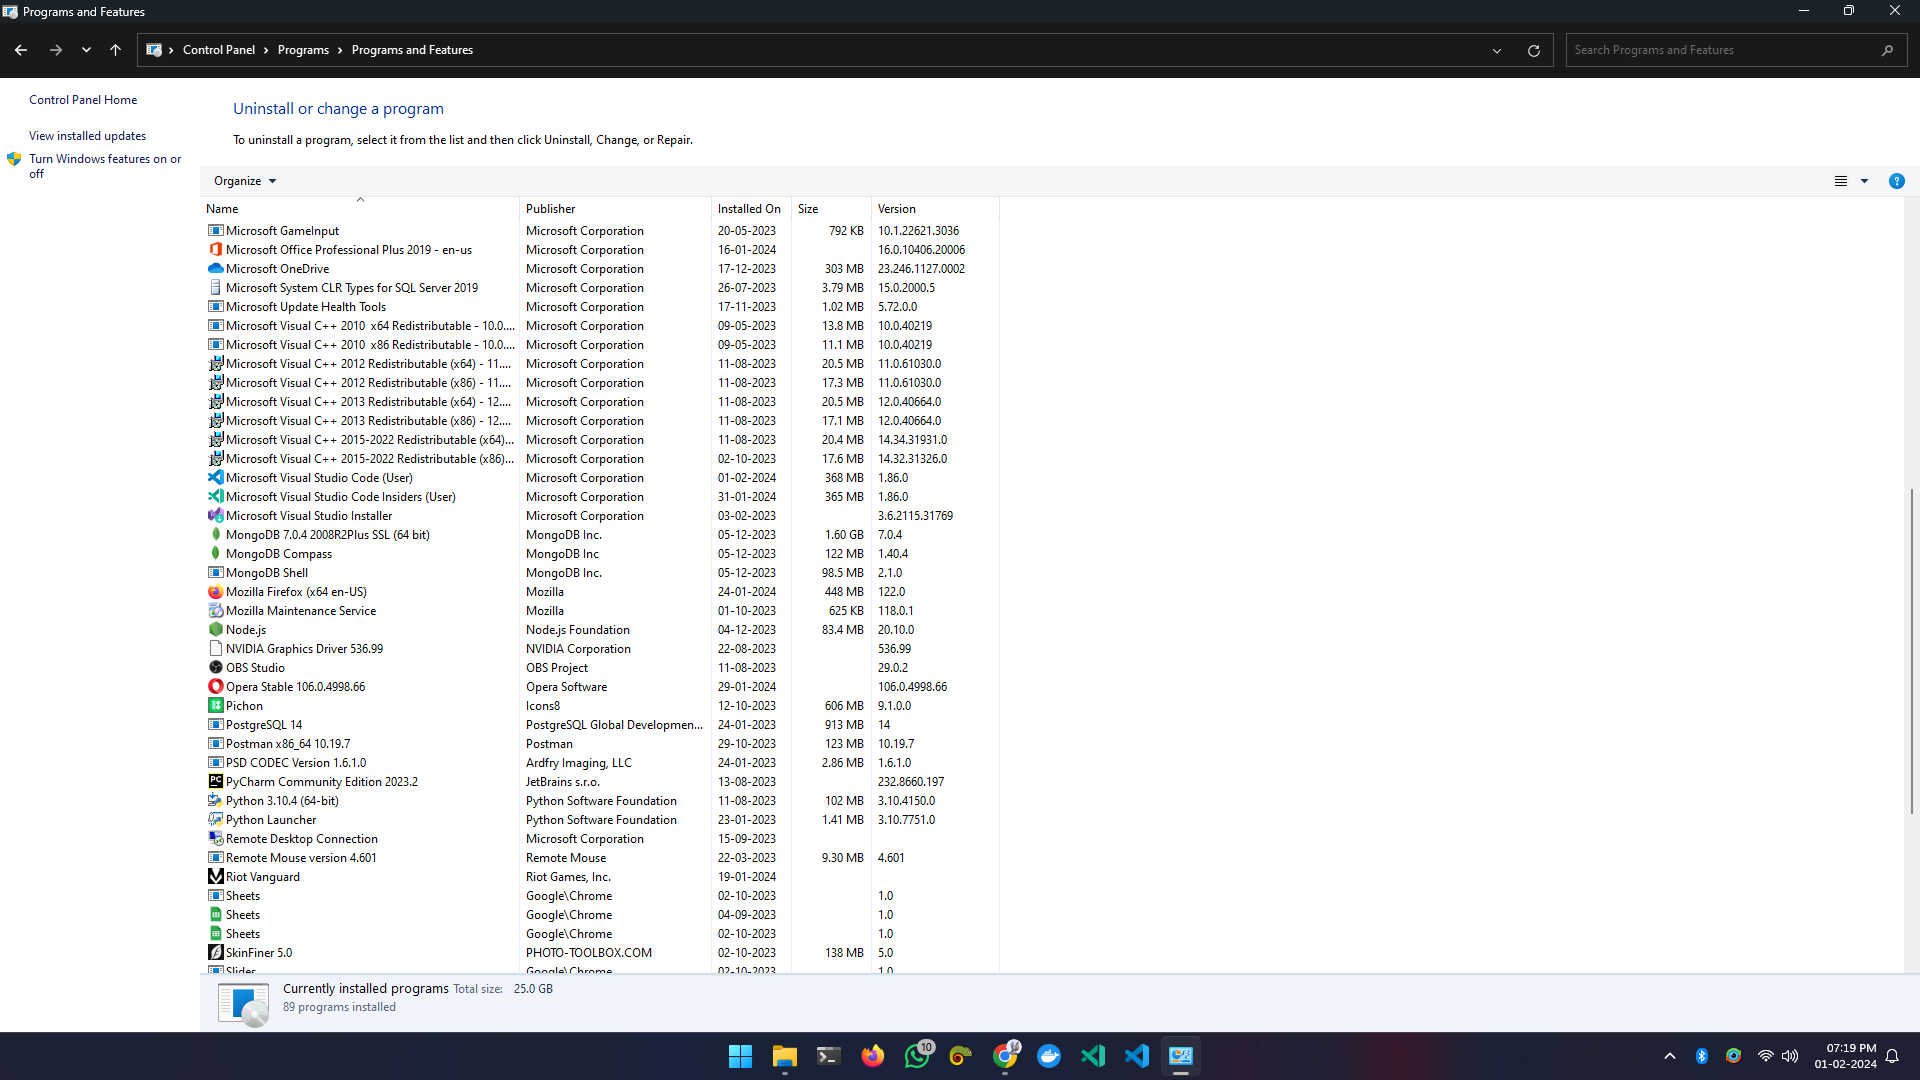 Programs and Features
Control Panel > Programs > Programs and Features
Search Programs and Features
Control Panel Home
View installed updates
Turn Windows features on or
off
Uninstall or change a program
To uninstall a program, select it from the list and then click Uninstall, Change, or Repair.
Organize
Name Publisher Installed On Size Version
Microsoft GameInput Microsoft Corporation 20-05-2023 792 KB 10.1.22621.3036
Microsoft Office Professional Plus 2019 - en-us Microsoft Corporation 16-01-2024 16.0.10406.20006
Microsoft OneDrive Microsoft Corporation 17-12-2023 303 MB 23.246.1127.0002
Microsoft System CLR Types for SQL Server 2019 Microsoft Corporation 26-07-2023 3.79 MB 15.0.2000.5
Microsoft Update Health Tools Microsoft Corporation 17-11-2023 1.02 MB 5.72.0.0
Microsoft Visual C++ 2010 x64 Redistributable - 10.0.... Microsoft Corporation 09-05-2023 13.8 MB 10.0.40219
Microsoft Visual C++ 2010 x86 Redistributable - 10.0.... Microsoft Corporation 09-05-2023 11.1 MB 10.0.40219
Microsoft Visual C++ 2012 Redistributable (x64) - 11.... Microsoft Corporation 11-08-2023 20.5 MB 11.0.61030.0
Microsoft Visual C++ 2012 Redistributable (x86) - 11.... Microsoft Corporation 11-08-2023 17.3 MB 11.0.61030.0
Microsoft Visual C++ 2013 Redistributable (x64) - 12.... Microsoft Corporation 11-08-2023 20.5 MB 12.0.40664.0
Microsoft Visual C++ 2013 Redistributable (x86) - 12.... Microsoft Corporation 11-08-2023 17.1 MB 12.0.40664.0
Microsoft Visual C++ 2015-2022 Redistributable (x64)... Microsoft Corporation 11-08-2023 20.4 MB 14.34.31931.0
Microsoft Visual C++ 2015-2022 Redistributable (x86)... Microsoft Corporation 02-10-2023 17.6 MB 14.32.31326.0
Microsoft Visual Studio Code (User) Microsoft Corporation 01-02-2024 368 MB 1.86.0
Microsoft Visual Studio Code Insiders (User) Microsoft Corporation 31-01-2024 365 MB 1.86.0
Microsoft Visual Studio Installer Microsoft Corporation 03-02-2023 3.6.2115.31769
MongoDB 7.0.4 2008R2Plus SSL (64 bit) MongoDB Inc. 05-12-2023 1.60 GB 7.0.4
MongoDB Compass MongoDB Inc 05-12-2023 122 MB 1.40.4
MongoDB Shell MongoDB Inc. 05-12-2023 98.5 MB 2.1.0
Mozilla Firefox (x64 en-US) Mozilla 24-01-2024 448 MB 122.0
Mozilla Maintenance Service Mozilla 01-10-2023 625 KB 118.0.1
Node.js Node.js Foundation 04-12-2023 83.4 MB 20.10.0
NVIDIA Graphics Driver 536.99 NVIDIA Corporation 22-08-2023 536.99
OBS Studio OBS Project 11-08-2023 29.0.2
Opera Stable 106.0.4998.66 Opera Software 29-01-2024 106.0.4998.66
Pichon Icons8 12-10-2023 606 MB 9.1.0.0
PostgreSQL 14 PostgreSQL Global Developmen... 24-01-2023 913 MB 14
Postman x86_64 10.19.7 Postman 29-10-2023 123 MB 10.19.7
PSD CODEC Version 1.6.1.0 Ardfry Imaging, LLC 24-01-2023 2.86 MB 1.6.1.0
PyCharm Community Edition 2023.2 JetBrains s.r.o. 13-08-2023 232.8660.197
Python 3.10.4 (64-bit) Python Software Foundation 11-08-2023 102 MB 3.10.4150.0
Python Launcher Python Software Foundation 23-01-2023 1.41 MB 3.10.7751.0
Remote Desktop Connection Microsoft Corporation 15-09-2023
Remote Mouse version 4.601 Remote Mouse 22-03-2023 9.30 MB 4.601
Riot Vanguard Riot Games, Inc. 19-01-2024
Sheets Google\Chrome 02-10-2023 1.0
Sheets Google\Chrome 04-09-2023 1.0
Sheets Google\Chrome 02-10-2023 1.0
SkinFiner 5.0 PHOTO-TOOLBOX.COM 02-10-2023 138 MB 5.0
Slides Google\Chrome 02-10-2023 1.0
Currently installed programs Total size: 25.0 GB
89 programs installed
10
07:19 PM
01-02-2024